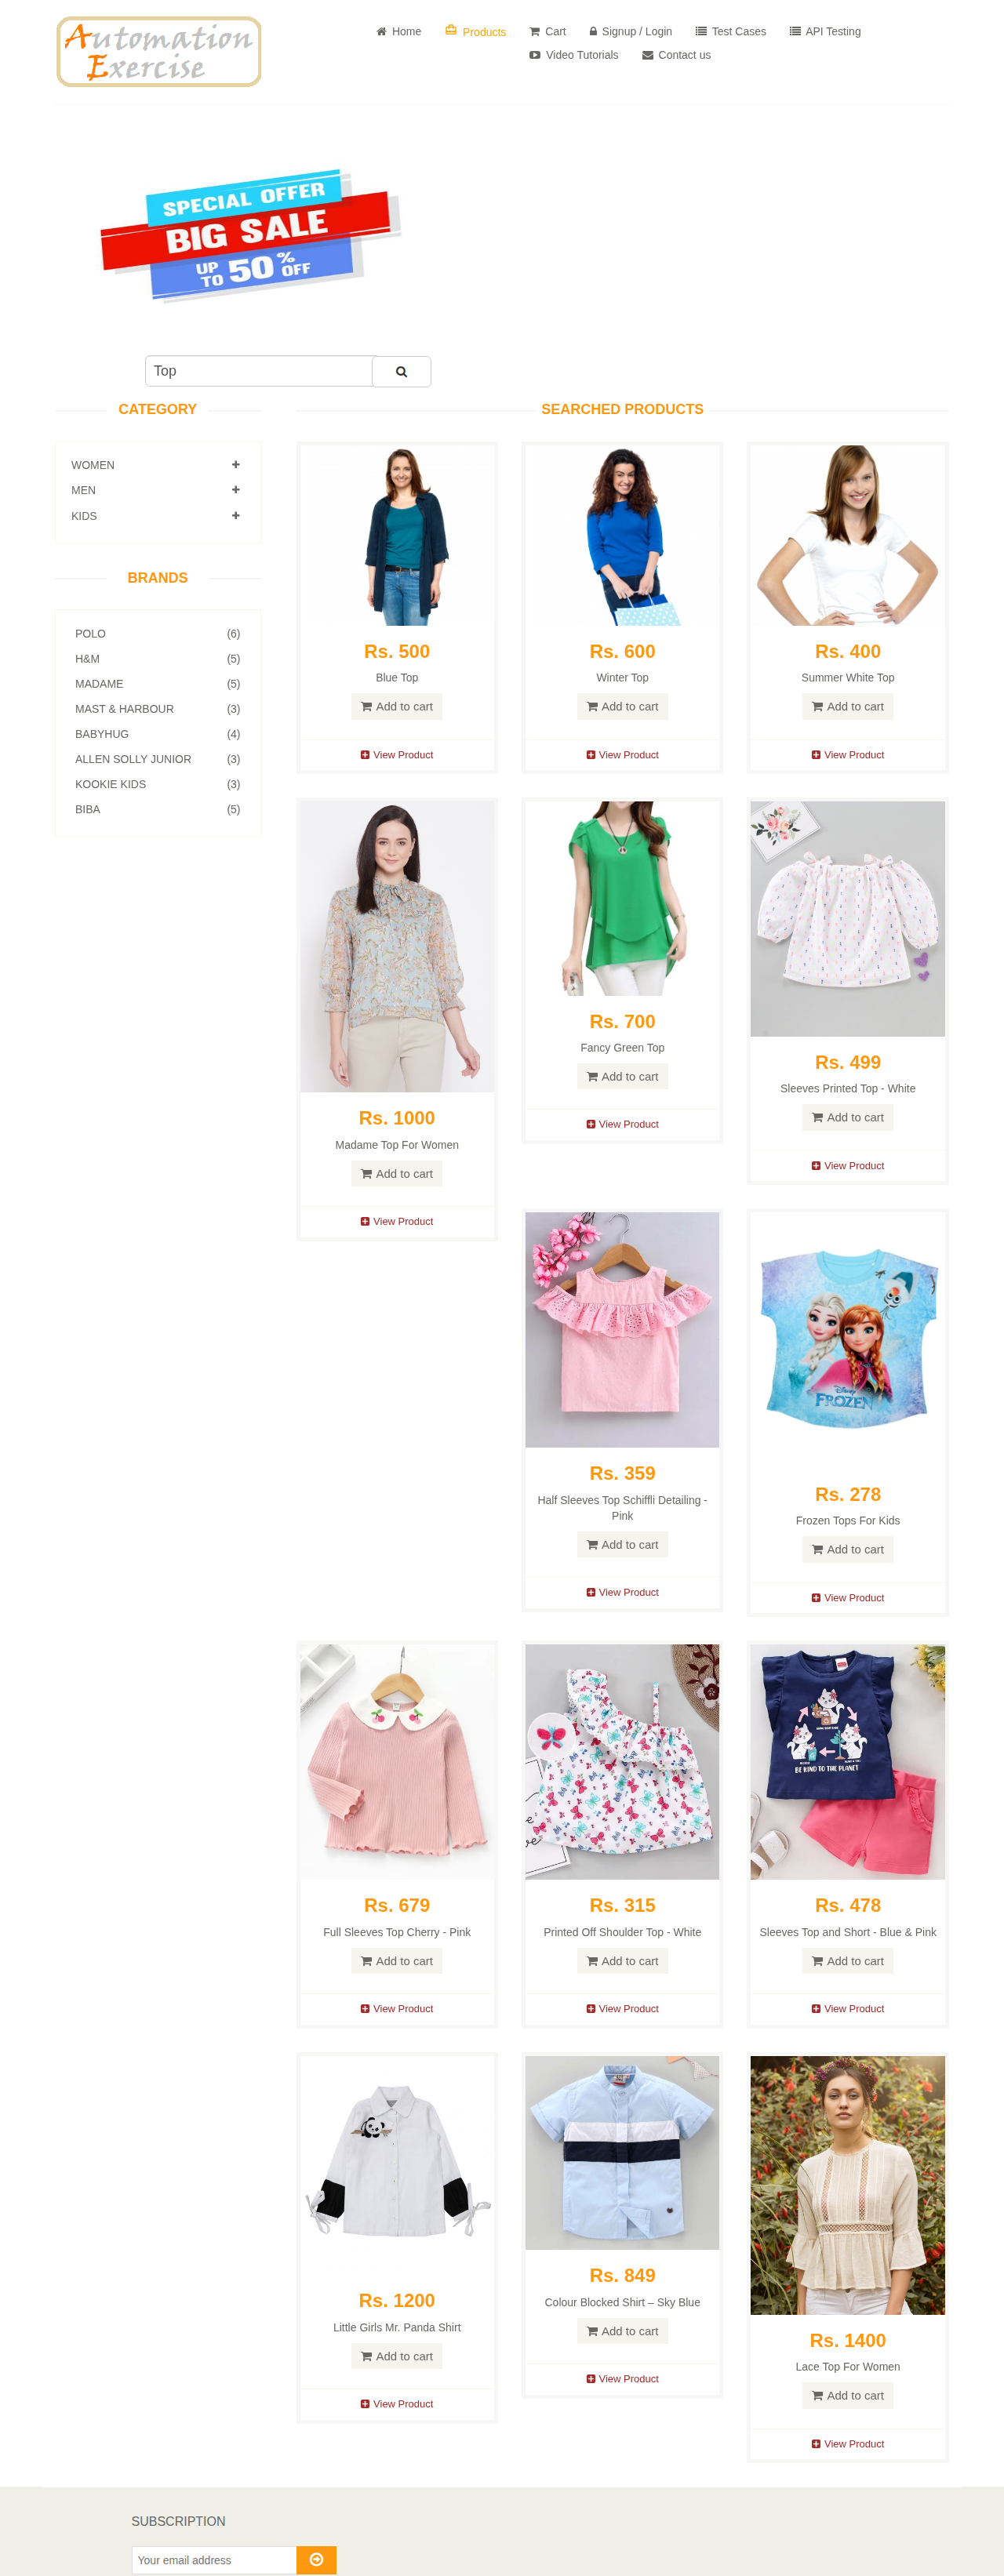 Automation
Exercise
Home
Products
Cart
Signup / Login
Test Cases
API Testing
Video Tutorials
Contact us
SPECIAL OFFER
BIG SALE
UP TO 50% OFF
Top
CATEGORY
WOMEN
MEN
KIDS
BRANDS
POLO (6)
H&M (5)
MADAME (5)
MAST & HARBOUR (3)
BABYHUG (4)
ALLEN SOLLY JUNIOR (3)
KOOKIE KIDS (3)
BIBA (5)
SEARCHED PRODUCTS
Rs. 500
Blue Top
Add to cart
View Product
Rs. 600
Winter Top
Add to cart
View Product
Rs. 400
Summer White Top
Add to cart
View Product
Rs. 1000
Madame Top For Women
Add to cart
View Product
Rs. 700
Fancy Green Top
Add to cart
View Product
Rs. 499
Sleeves Printed Top - White
Add to cart
View Product
Rs. 359
Half Sleeves Top Schiffli Detailing -
Pink
Add to cart
View Product
Disney
FROZEN
Rs. 278
Frozen Tops For Kids
Add to cart
View Product
Rs. 679
Full Sleeves Top Cherry - Pink
Add to cart
View Product
Rs. 315
Printed Off Shoulder Top - White
Add to cart
View Product
BE KIND TO THE PLANET
Rs. 478
Sleeves Top and Short - Blue & Pink
Add to cart
View Product
Rs. 1200
Little Girls Mr. Panda Shirt
Add to cart
View Product
Rs. 849
Colour Blocked Shirt – Sky Blue
Add to cart
View Product
Rs. 1400
Lace Top For Women
Add to cart
View Product
SUBSCRIPTION
Your email address